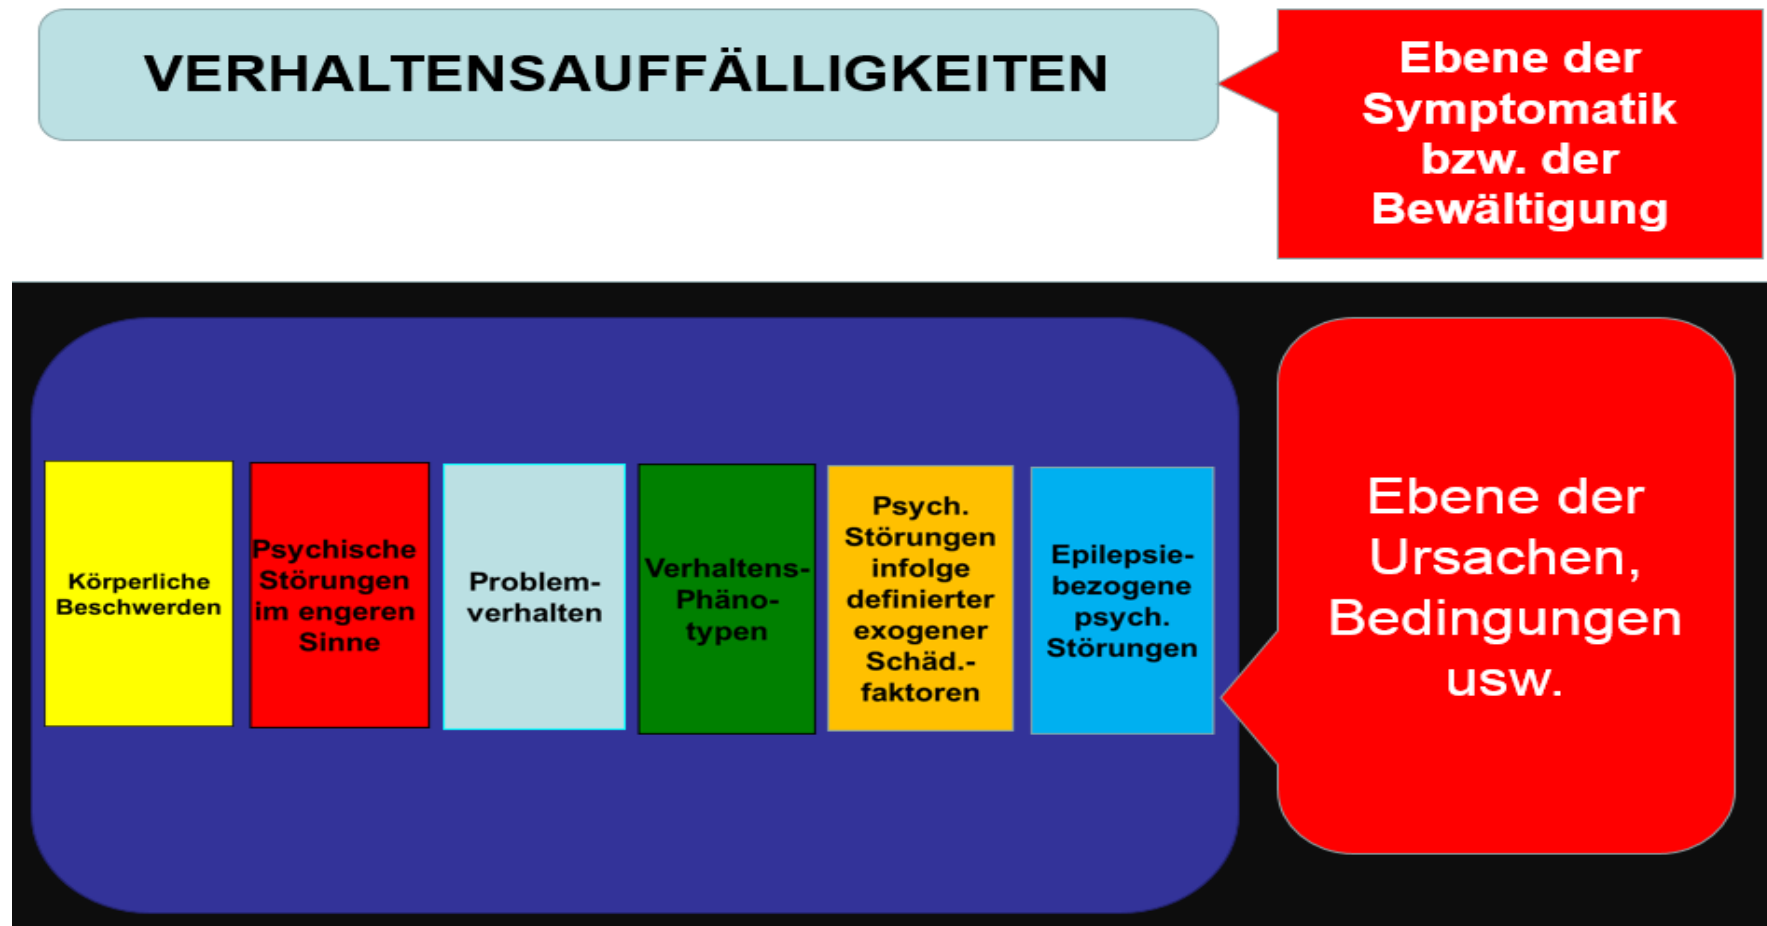 VERHALTENSAUFFÄLLIGKEITEN
Ebene der
Symptomatik
bzw. der
Bewältigung
Körperliche
Beschwerden
Psychische
Störungen
im engeren
Sinne
Problem-
verhalten
Verhaltens-
Phäno-
typen
Psych.
Störungen
infolge
definierter
exogener
Schäd.-
faktoren
Epilepsie-
bezogene
psych.
Störungen
Ebene der
Ursachen,
Bedingungen
usw.